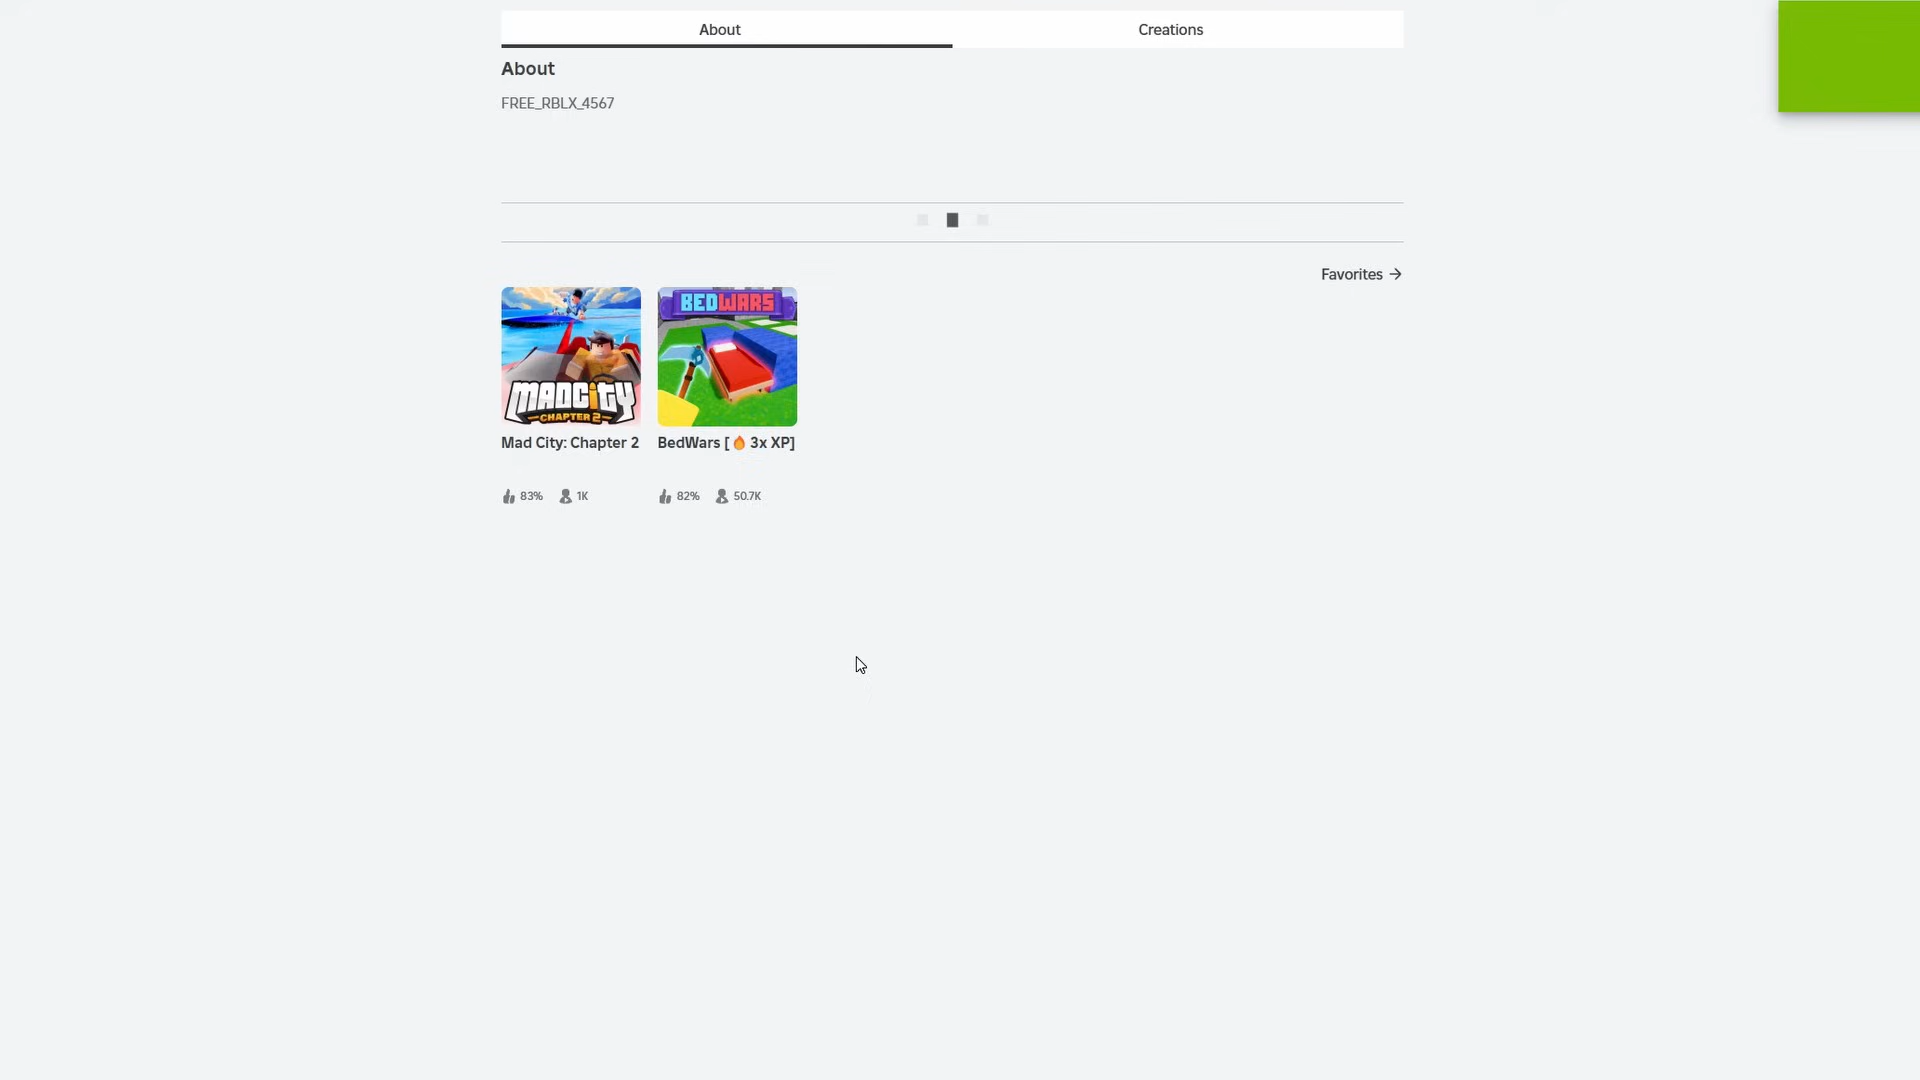 About
Creations
About
FREE_RBLX_4567
Favorites →
MADCITY
CHAPTER 2
BEDWARS
Mad City: Chapter 2
BedWars [🔥 3x XP]
83% 1K
82% 50.7K